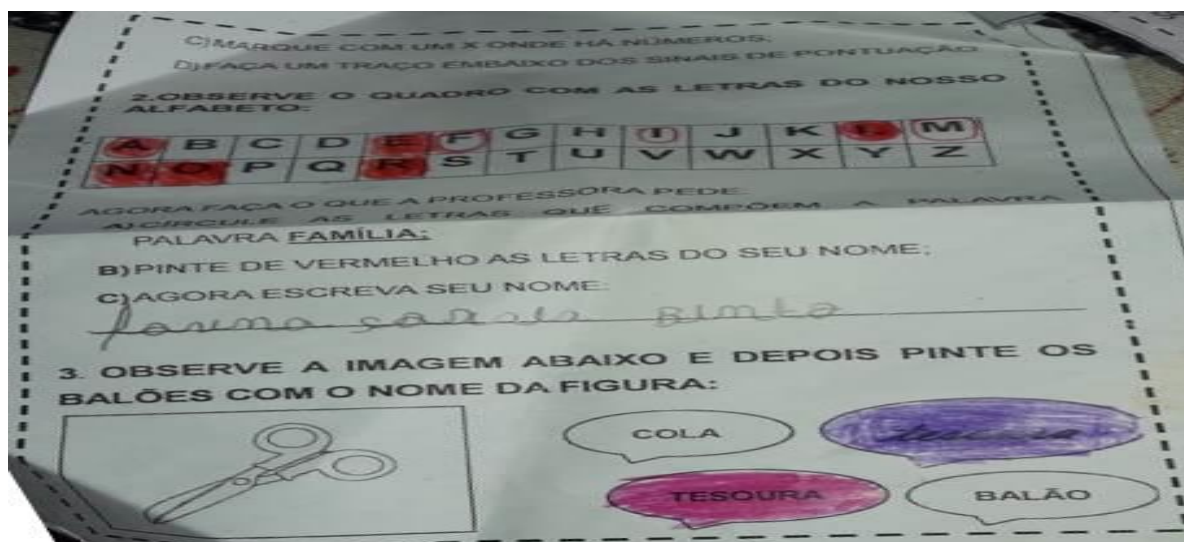 C) MARQUE COM UM X ONDE HÁ NÚMEROS;
D) FAÇA UM TRAÇO EMBAIXO DOS SINAIS DE PONTUAÇÃO
2.OBSERVE O QUADRO COM AS LETRAS DO NOSSO
ALFABETO:
A B C D E F G H I J K L M
N O P Q R S T U V W X Y Z
AGORA FAÇA O QUE A PROFESSORA PEDE:
A) CIRCULE AS LETRAS QUE COMPÕEM A PALAVRA
PALAVRA FAMÍLIA;
B) PINTE DE VERMELHO AS LETRAS DO SEU NOME;
C) AGORA ESCREVA SEU NOME:
3. OBSERVE A IMAGEM ABAIXO E DEPOIS PINTE OS
BALÕES COM O NOME DA FIGURA:
COLA tesoura
TESOURA BALÃO